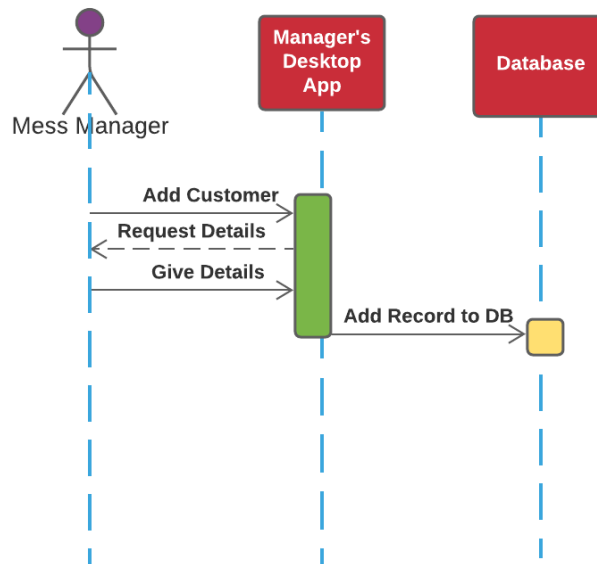 Manager's
Desktop
App
Database
Mess Manager
Add Customer
Request Details
Give Details
Add Record to DB